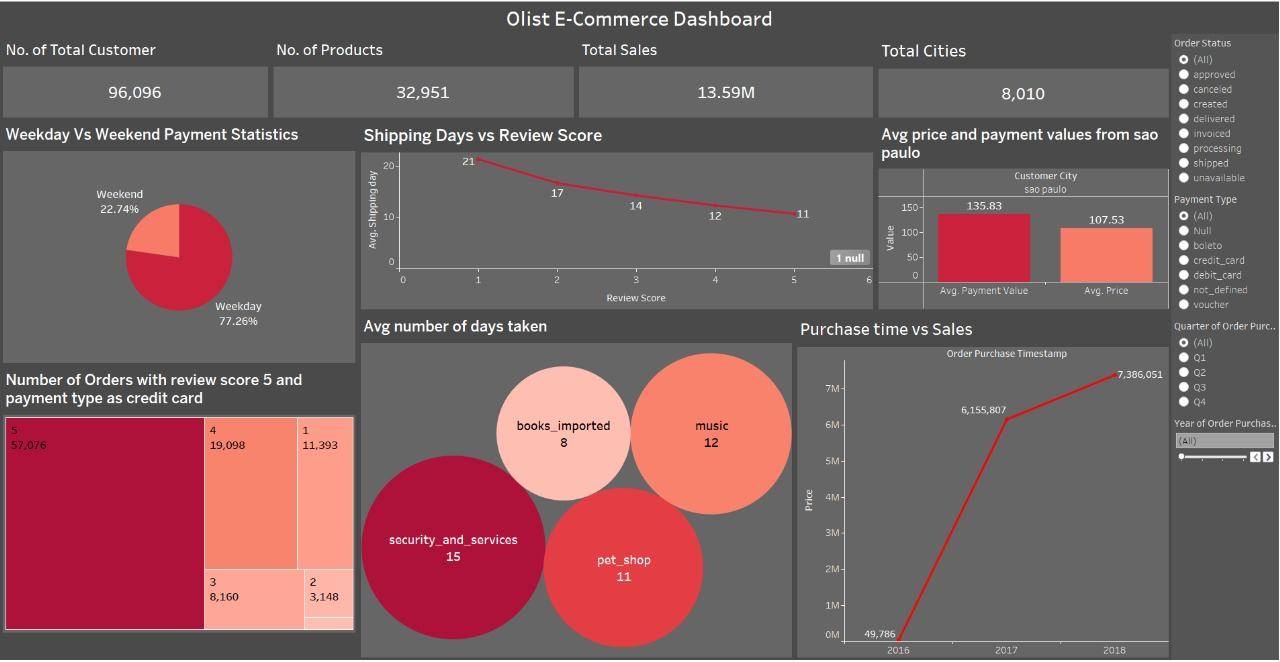 Olist E-Commerce Dashboard
No. of Total Customer
96,096
No. of Products
32,951
Total Sales
13.59M
Total Cities
8,010
Weekday Vs Weekend Payment Statistics
Weekend
22.74%
Weekday
77.26%
Shipping Days vs Review Score
Avg. Shipping day
20
10
0
21
17
14
12
11
1 null
0 1 2 3 4 5 6
Review Score
Avg price and payment values from sao
paulo
Customer City
sao paulo
Value
150
100
50
0
135.83
107.53
Avg. Payment Value
Avg. Price
Number of Orders with review score 5 and
payment type as credit card
5
57,076
4
19,098
1
11,393
3
8,160
2
3,148
Avg number of days taken
books_imported
8
music
12
security_and_services
15
pet_shop
11
Purchase time vs Sales
Order Purchase Timestamp
Price
7M
6M
5M
4M
3M
2M
1M
0M
49,786
6,155,807
7,386,051
2016 2017 2018
Order Status
(All)
approved
canceled
created
delivered
invoiced
processing
shipped
unavailable
Payment Type
(All)
Null
boleto
credit_card
debit_card
not_defined
voucher
Quarter of Order Purc..
(All)
Q1
Q2
Q3
Q4
Year of Order Purchas..
(All)